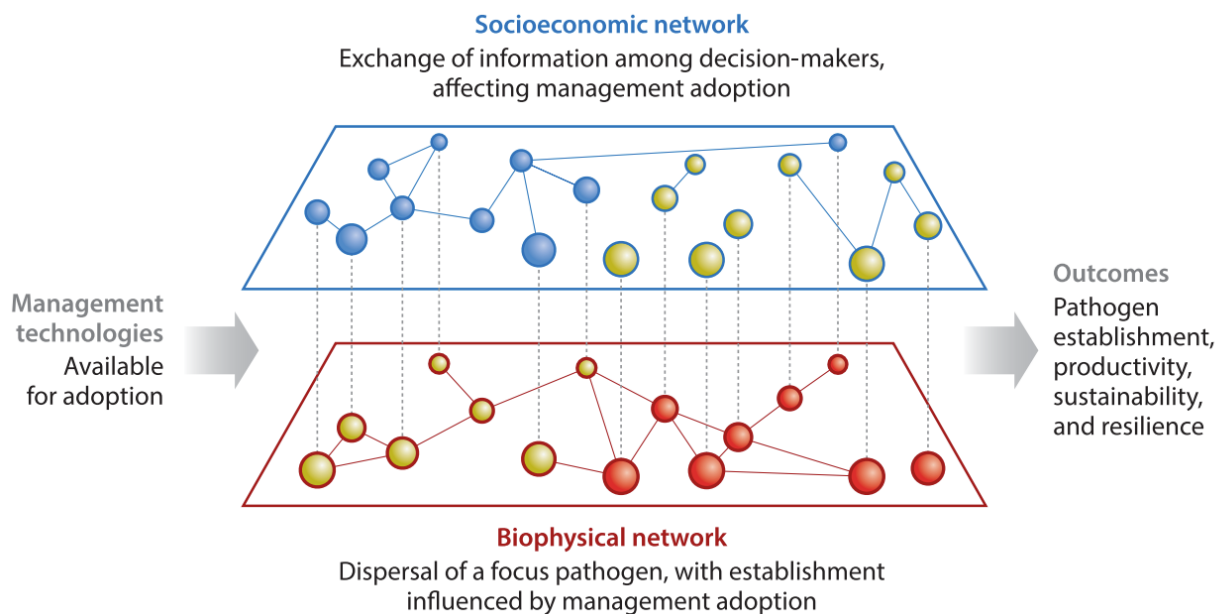 Socioeconomic network
Exchange of information among decision-makers,
affecting management adoption
Management
technologies
Available
for adoption
Outcomes
Pathogen
establishment,
productivity,
sustainability,
and resilience
Biophysical network
Dispersal of a focus pathogen, with establishment
influenced by management adoption